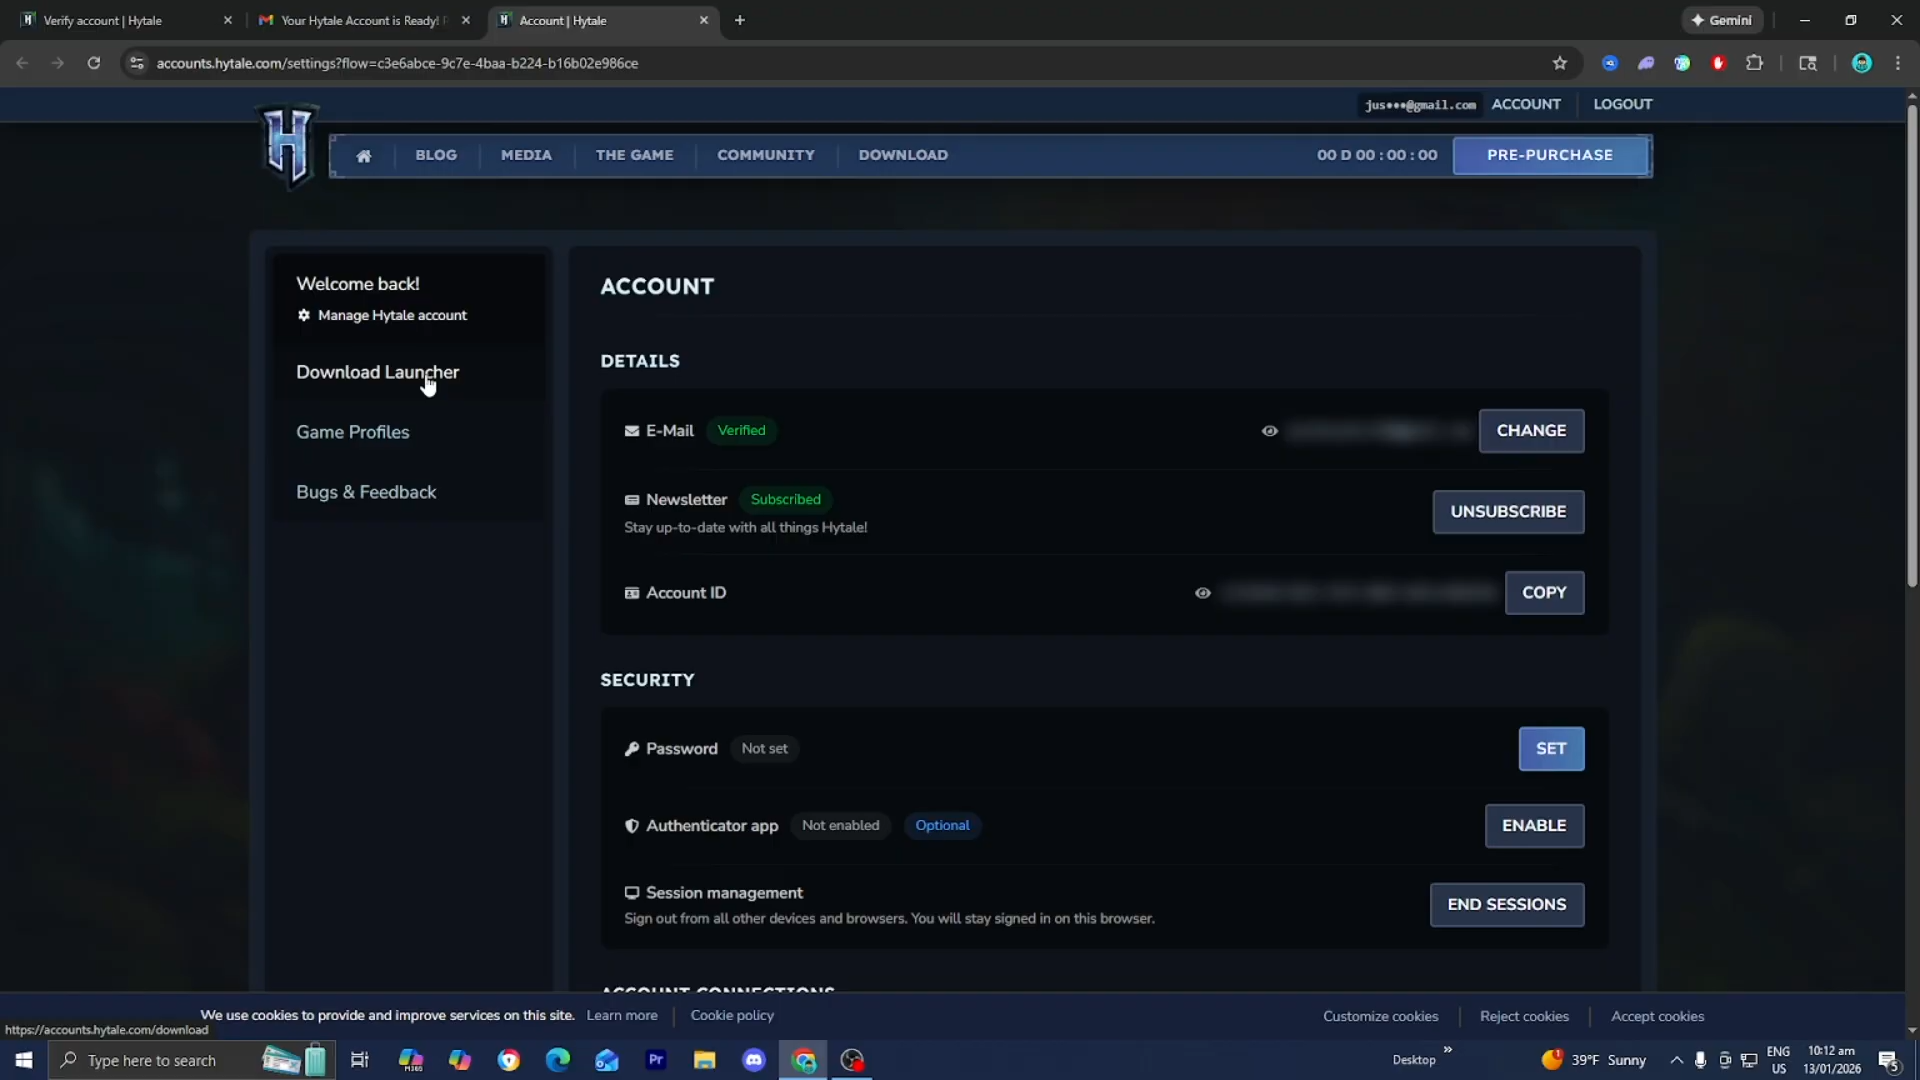 Verify account | Hytale
Your Hytale Account is Ready!
Account | Hytale
Gemini
accounts.hytale.com/settings?flow=c3e6abce-9c7e-4baa-b224-b16b02e986ce
jus•••@gmail.com
ACCOUNT
LOGOUT
H
BLOG
MEDIA
THE GAME
COMMUNITY
DOWNLOAD
00 D 00 : 00 : 00
PRE-PURCHASE
Welcome back!
Manage Hytale account
Download Launcher
Game Profiles
Bugs & Feedback
ACCOUNT
DETAILS
E-Mail
Verified
CHANGE
Newsletter
Subscribed
Stay up-to-date with all things Hytale!
UNSUBSCRIBE
Account ID
COPY
SECURITY
Password
Not set
SET
Authenticator app
Not enabled
Optional
ENABLE
Session management
Sign out from all other devices and browsers. You will stay signed in on this browser.
END SESSIONS
ACCOUNT CONNECTIONS
We use cookies to provide and improve services on this site.
Learn more
Cookie policy
Customize cookies
Reject cookies
Accept cookies
https://accounts.hytale.com/download
Type here to search
M365
Pr
Desktop
39°F Sunny
ENG
US
10:12 am
13/01/2026
5